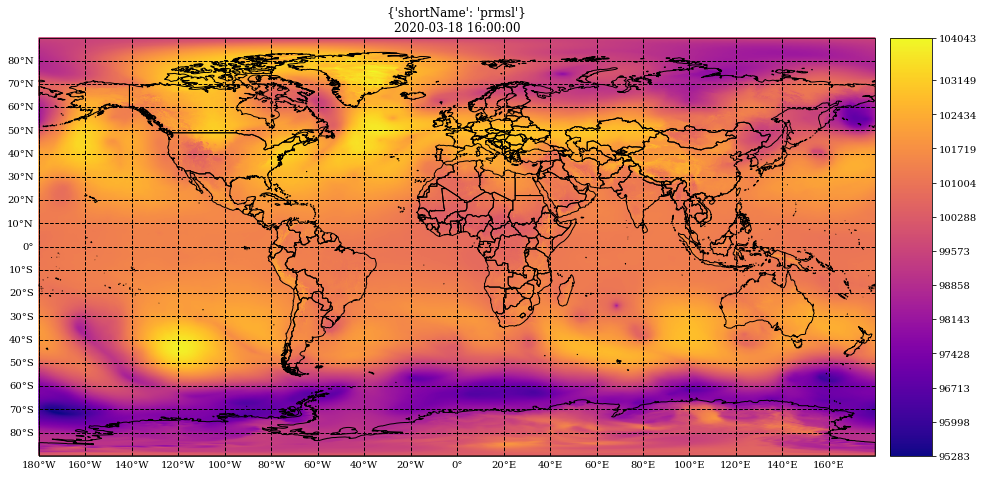 {'shortName': 'prmsl'}
2020-03-18 16:00:00
80°N
70°N
60°N
50°N
40°N
30°N
20°N
10°N
0°
10°S
20°S
30°S
40°S
50°S
60°S
70°S
80°S
180°W 160°W 140°W 120°W 100°W 80°W 60°W 40°W 20°W 0° 20°E 40°E 60°E 80°E 100°E 120°E 140°E 160°E
104043
103149
102434
101719
101004
100288
99573
98858
98143
97428
96713
95998
95283